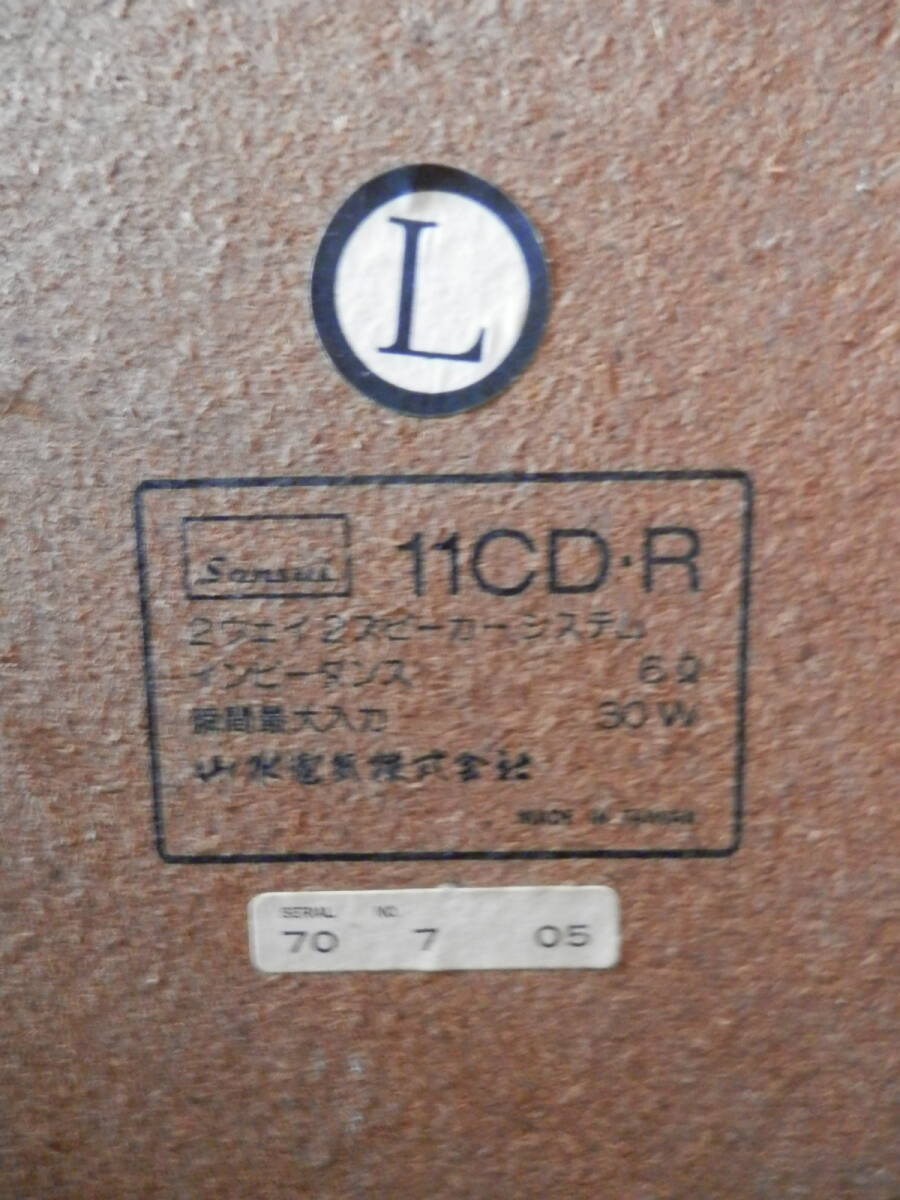 L
Sansui 11CD・R
2ウェイ2スピーカーシステム
インピーダンス 6Ω
瞬間最大入力 30W
山水電気株式会社
MADE IN TAIWAN
SERIAL NO.
70 7 05